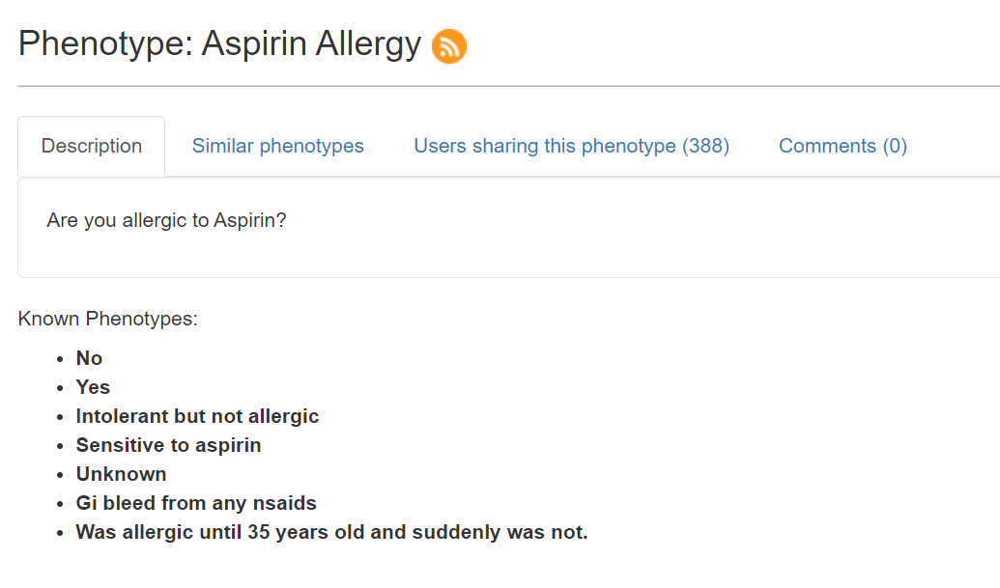 Phenotype: Aspirin Allergy
Description Similar phenotypes Users sharing this phenotype (388) Comments (0)
Are you allergic to Aspirin?
Known Phenotypes:
No
Yes
Intolerant but not allergic
Sensitive to aspirin
Unknown
Gi bleed from any nsaids
Was allergic until 35 years old and suddenly was not.